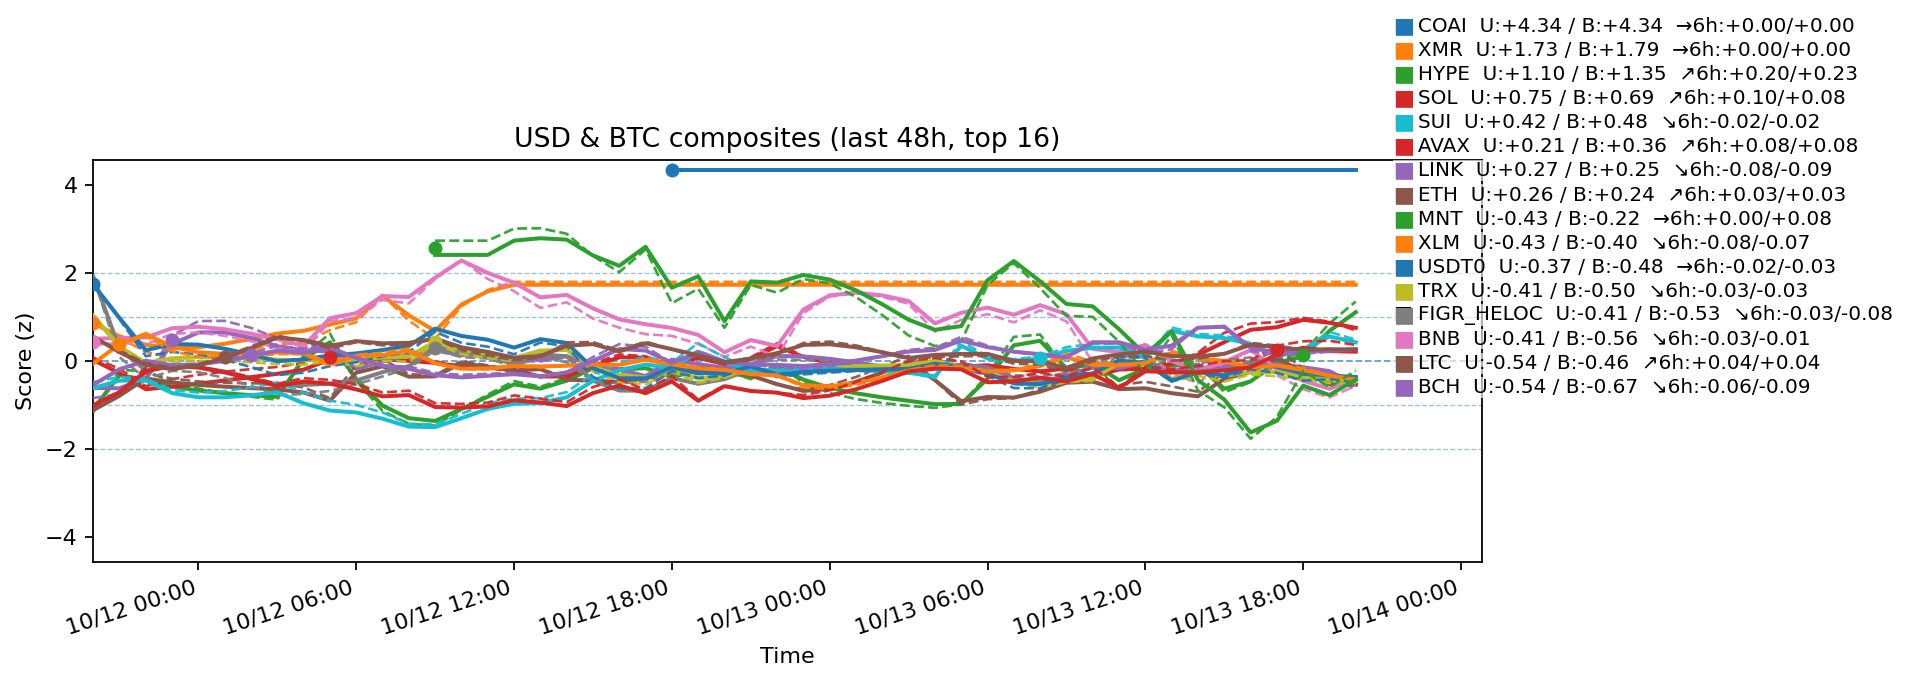 COAI  U:+4.34 / B:+4.34  →6h:+0.00/+0.00
XMR  U:+1.73 / B:+1.79  →6h:+0.00/+0.00
HYPE  U:+1.10 / B:+1.35  ↗6h:+0.20/+0.23
SOL  U:+0.75 / B:+0.69  ↗6h:+0.10/+0.08
SUI  U:+0.42 / B:+0.48  ↘6h:-0.02/-0.02
AVAX  U:+0.21 / B:+0.36  ↗6h:+0.08/+0.08
LINK  U:+0.27 / B:+0.25  ↘6h:-0.08/-0.09
ETH  U:+0.26 / B:+0.24  ↗6h:+0.03/+0.03
MNT  U:-0.43 / B:-0.22  →6h:+0.00/+0.08
XLM  U:-0.43 / B:-0.40  ↘6h:-0.08/-0.07
USDT0  U:-0.37 / B:-0.48  →6h:-0.02/-0.03
TRX  U:-0.41 / B:-0.50  ↘6h:-0.03/-0.03
FIGR_HELOC  U:-0.41 / B:-0.53  ↘6h:-0.03/-0.08
BNB  U:-0.41 / B:-0.56  ↘6h:-0.03/-0.01
LTC  U:-0.54 / B:-0.46  ↗6h:+0.04/+0.04
BCH  U:-0.54 / B:-0.67  ↘6h:-0.06/-0.09
USD & BTC composites (last 48h, top 16)
Score (z)
4
2
0
−2
−4
10/12 00:00
10/12 06:00
10/12 12:00
10/12 18:00
10/13 00:00
10/13 06:00
10/13 12:00
10/13 18:00
10/14 00:00
Time